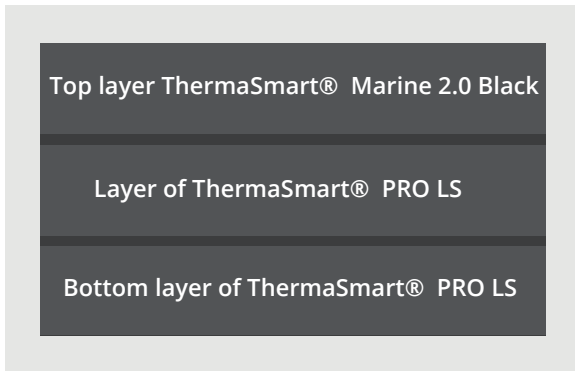 Top layer ThermaSmart® Marine 2.0 Black
Layer of ThermaSmart® PRO LS
Bottom layer of ThermaSmart® PRO LS